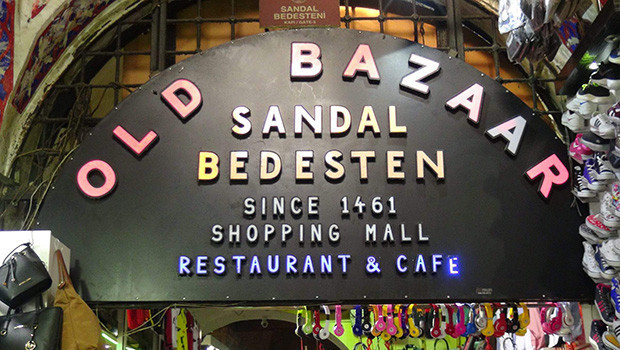 SANDAL
BEDESTENİ
OLD BAZAAR
SANDAL
BEDESTEN
SINCE 1461
SHOPPING MALL
RESTAURANT & CAFE